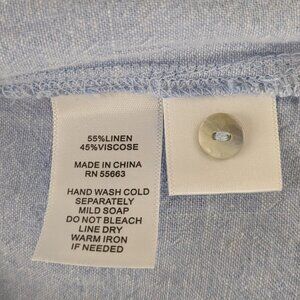 55%LINEN
45%VISCOSE
MADE IN CHINA
RN 55663
HAND WASH COLD
SEPARATELY
MILD SOAP
DO NOT BLEACH
LINE DRY
WARM IRON
IF NEEDED